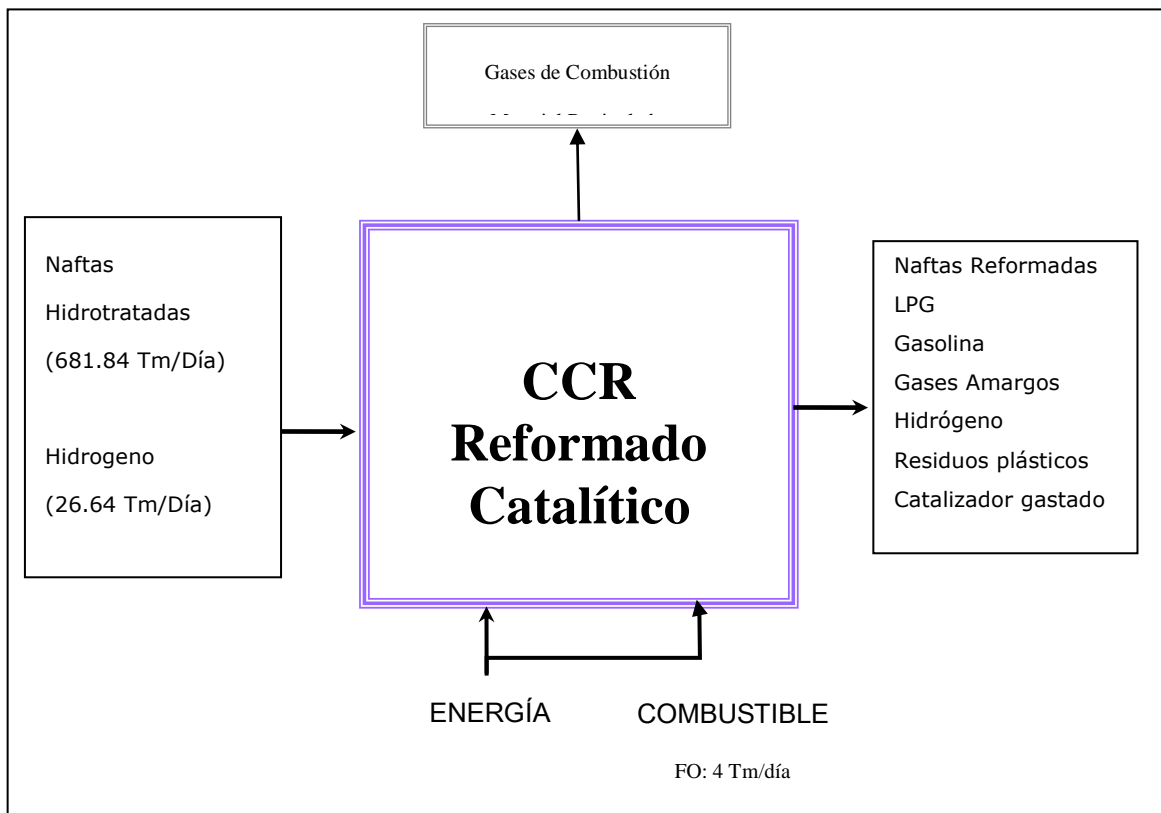 Gases de Combustión
Naftas
Hidrotratadas
(681.84 Tm/Día)
Hidrogeno
(26.64 Tm/Día)
CCR
Reformado
Catalítico
Naftas Reformadas
LPG
Gasolina
Gases Amargos
Hidrógeno
Residuos plásticos
Catalizador gastado
ENERGÍA
COMBUSTIBLE
FO: 4 Tm/día